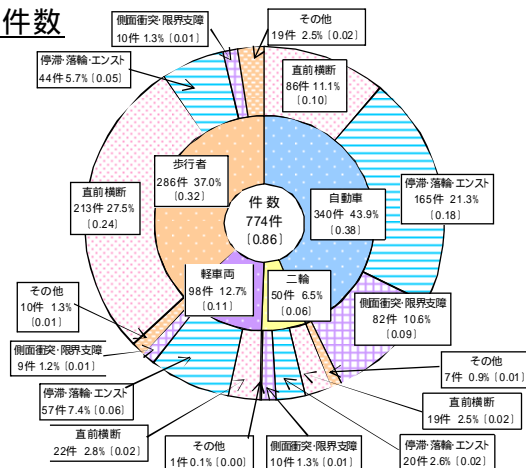 件数
側面衝突・限界支障
10件 1.3% [0.01]
その他
19件 2.5% [0.02]
停滞・落輪・エンスト
44件 5.7% [0.05]
直前横断
86件 11.1%
[0.10]
歩行者
286件 37.0%
[0.32]
直前横断
213件 27.5%
[0.24]
件 数
774件
[0.86]
自動車
340件 43.9%
[0.38]
停滞・落輪・エンスト
165件 21.3%
[0.18]
軽車両
98件 12.7%
[0.11]
二輪
50件 6.5%
[0.06]
側面衝突・限界支障
82件 10.6%
[0.09]
その他
10件 1.3%
[0.01]
側面衝突・限界支障
9件 1.2% [0.01]
その他
7件 0.9% [0.01]
停滞・落輪・エンスト
57件 7.4% [0.06]
直前横断
19件 2.5% [0.02]
直前横断
22件 2.8% [0.02]
その他
1件 0.1% [0.00]
側面衝突・限界支障
10件 1.3% [0.01]
停滞・落輪・エンスト
20件 2.6% [0.02]